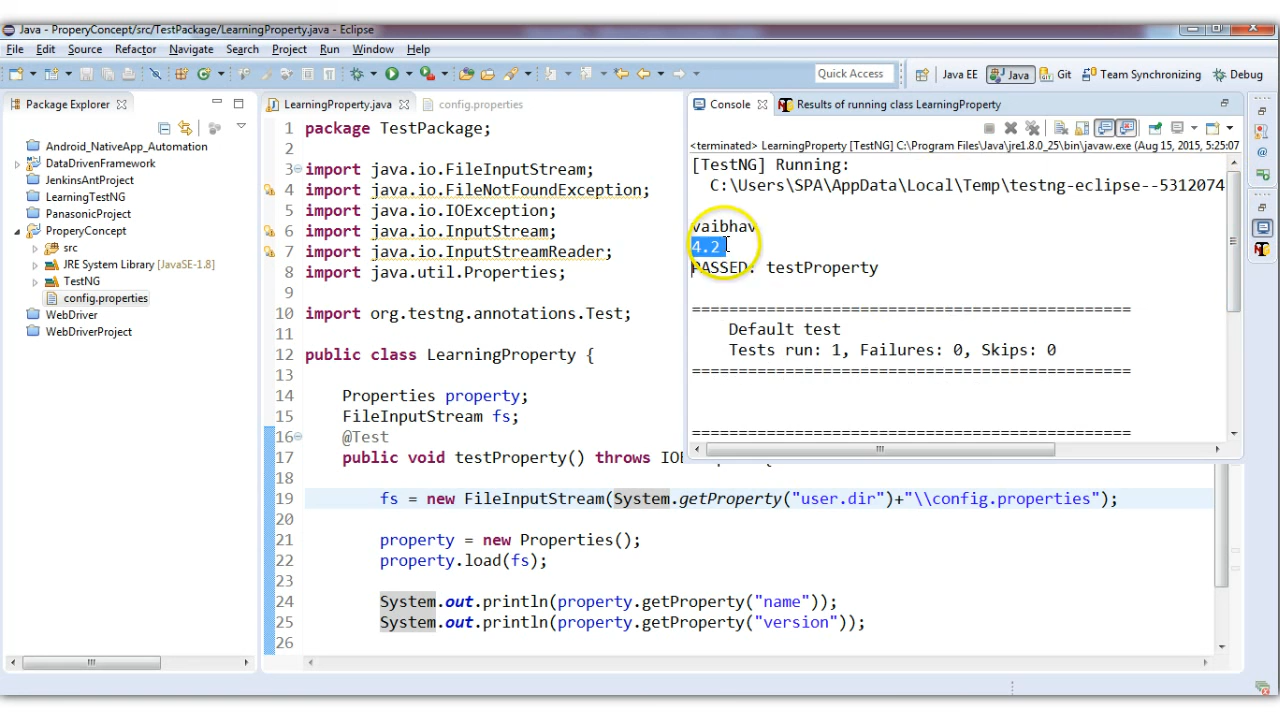 Java - ProperyConcept/src/TestPackage/LearningProperty.java - Eclipse
File Edit Source Refactor Navigate Search Project Run Window Help
Quick Access
Java EE Java Git Team Synchronizing Debug
Package Explorer
Android_NativeApp_Automation
DataDrivenFramework
JenkinsAntProject
LearningTestNG
PanasonicProject
ProperyConcept
src
JRE System Library [JavaSE-1.8]
TestNG
config.properties
WebDriver
WebDriverProject
LearningProperty.java config.properties
1 package TestPackage;
2
3 import java.io.FileInputStream;
4 import java.io.FileNotFoundException;
5 import java.io.IOException;
6 import java.io.InputStream;
7 import java.io.InputStreamReader;
8 import java.util.Properties;
9
10 import org.testng.annotations.Test;
11
12 public class LearningProperty {
13
14 Properties property;
15 FileInputStream fs;
16 @Test
17 public void testProperty() throws
18
19 fs = new FileInputStream(System.getProperty("user.dir")+"\\config.properties");
20
21 property = new Properties();
22 property.load(fs);
23
24 System.out.println(property.getProperty("name"));
25 System.out.println(property.getProperty("version"));
26
Console Results of running class LearningProperty
<terminated> LearningProperty [TestNG] C:\Program Files\Java\jre1.8.0_25\bin\javaw.exe (Aug 15, 2015, 5:25:07
[TestNG] Running:
C:\Users\SPA\AppData\Local\Temp\testng-eclipse--5312074
vaibhav
4.2
PASSED: testProperty
===============================================
Default test
Tests run: 1, Failures: 0, Skips: 0
===============================================
===============================================